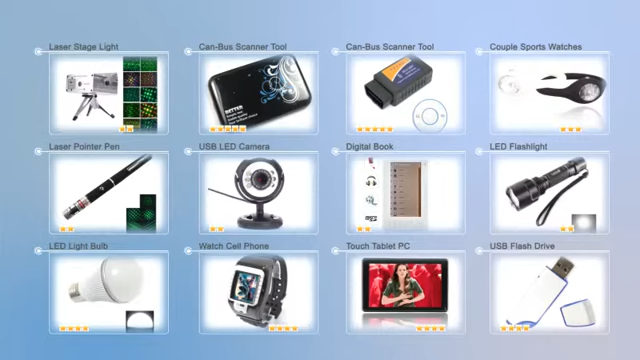 Laser Stage Light
Can-Bus Scanner Tool
Can-Bus Scanner Tool
Couple Sports Watches
Laser Pointer Pen
USB LED Camera
Digital Book
LED Flashlight
LED Light Bulb
Watch Cell Phone
Touch Tablet PC
USB Flash Drive